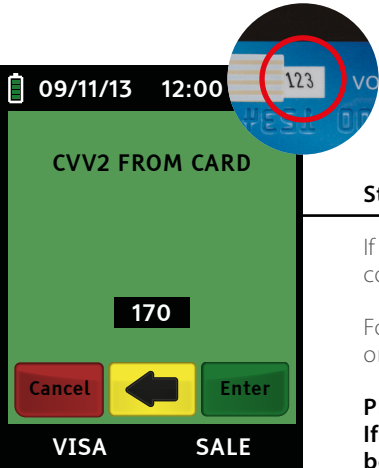 09/11/13 12:00
123 VO
CVV2 FROM CARD
170
Cancel Enter
VISA SALE
St
If
co
Fo
P
If